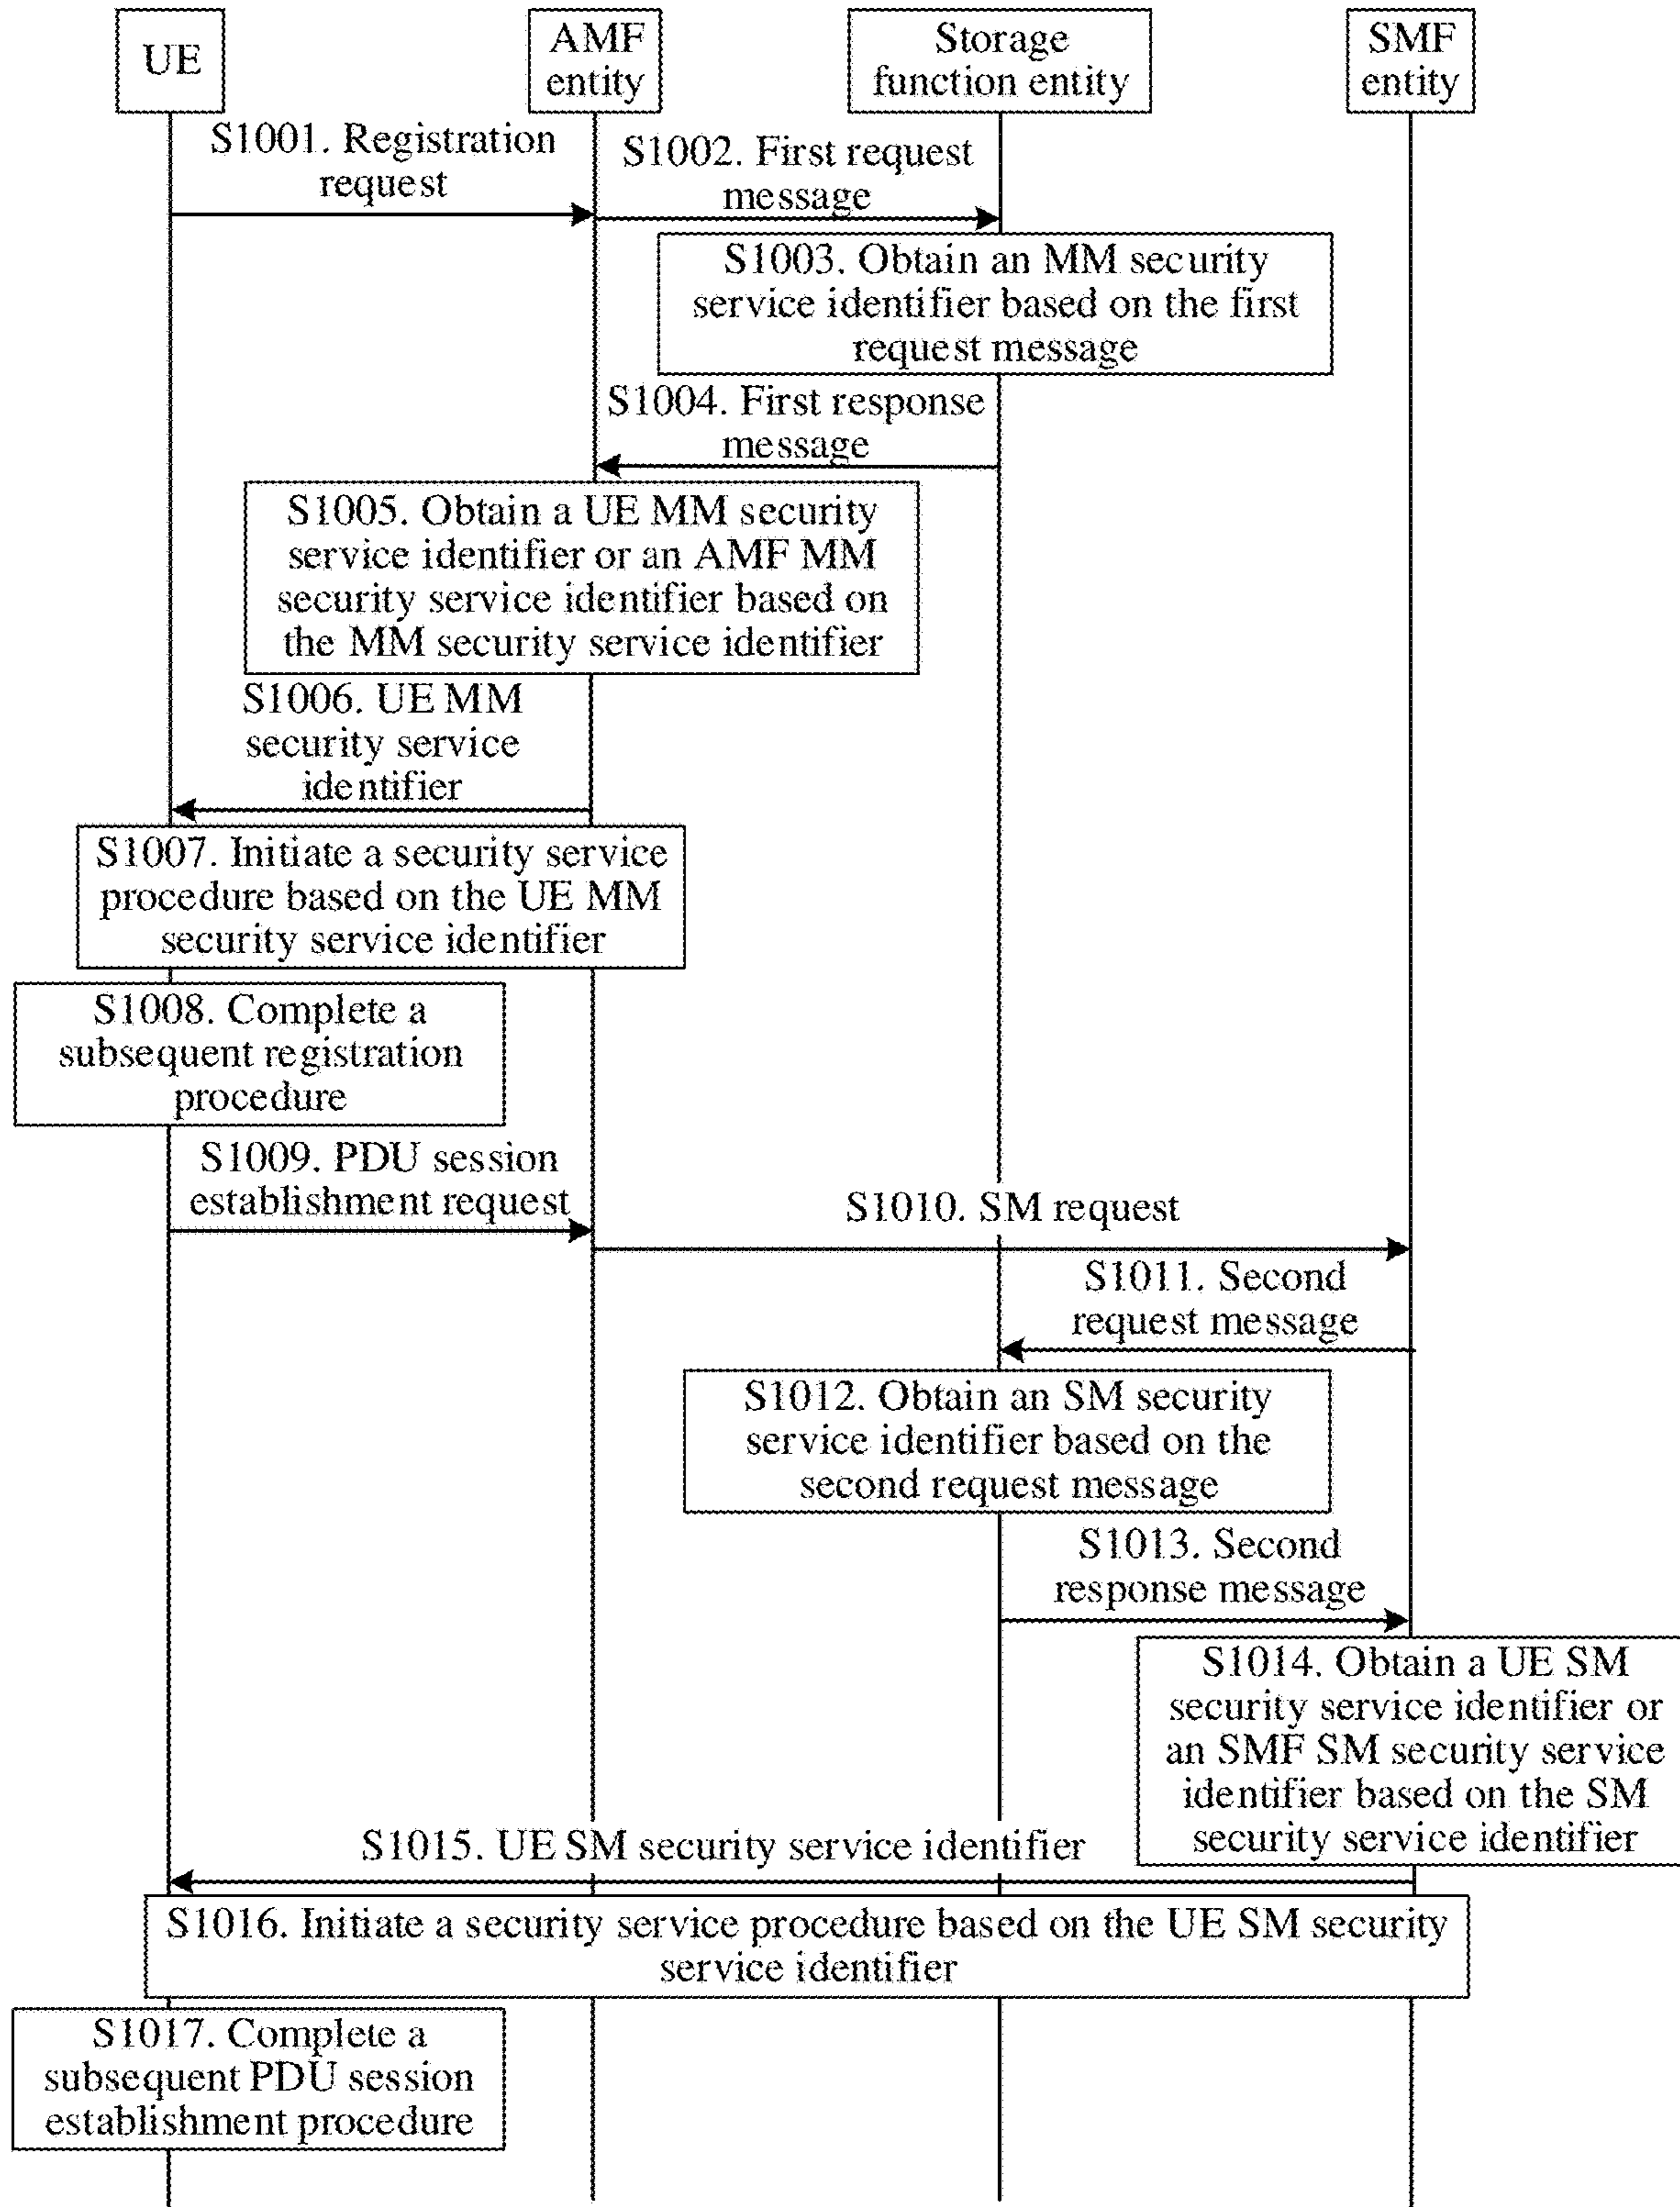 UE
AMF
entity
Storage
function entity
SMF
entity
S1001. Registration
request
S1002. First request
message
S1003. Obtain an MM security
service identifier based on the first
request message
S1004. First response
message
S1005. Obtain a UE MM security
service identifier or an AMF MM
security service identifier based on
the MM security service identifier
S1006. UE MM
security service
identifier
S1007. Initiate a security service
procedure based on the UE MM
security service identifier
S1008. Complete a
subsequent registration
procedure
S1009. PDU session
establishment request
S1010. SM request
S1011. Second
request message
S1012. Obtain an SM security
service identifier based on the
second request message
S1013. Second
response message
S1014. Obtain a UE SM
security service identifier or
an SMF SM security service
identifier based on the SM
security service identifier
S1015. UE SM security service identifier
S1016. Initiate a security service procedure based on the UE SM security
service identifier
S1017. Complete a
subsequent PDU session
establishment procedure